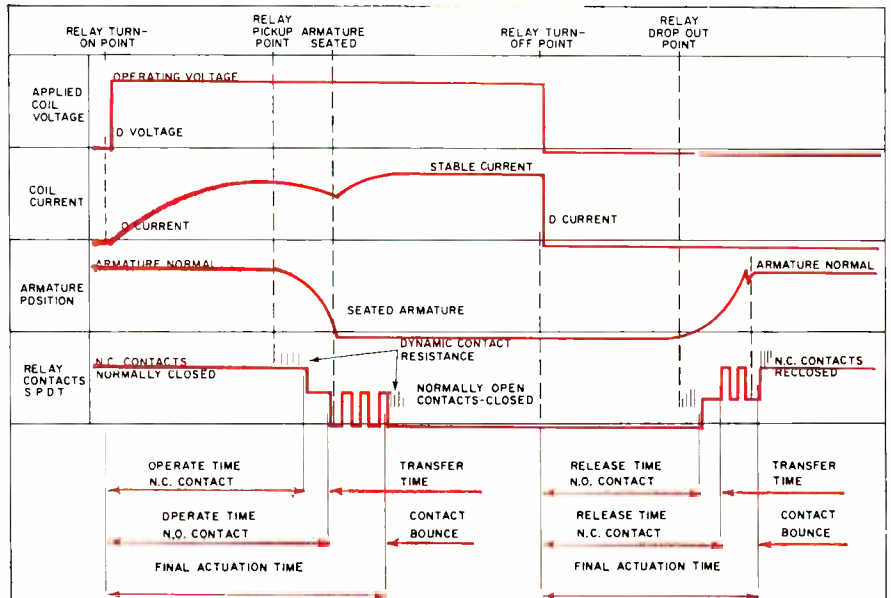 RELAY TURN-
ON POINT
RELAY
PICKUP
POINT
ARMATURE
SEATED
RELAY TURN-
OFF POINT
RELAY
DROP OUT
POINT
APPLIED
COIL
VOLTAGE
OPERATING VOLTAGE
O VOLTAGE
COIL
CURRENT
STABLE CURRENT
O CURRENT
O CURRENT
ARMATURE
POSITION
ARMATURE NORMAL
SEATED ARMATURE
ARMATURE NORMAL
RELAY
CONTACTS
S P D T
N.C. CONTACTS
NORMALLY CLOSED
DYNAMIC CONTACT
RESISTANCE
NORMALLY OPEN
CONTACTS-CLOSED
N.C. CONTACTS
RECLOSED
OPERATE TIME
N.C. CONTACT
TRANSFER
TIME
RELEASE TIME
N.O. CONTACT
TRANSFER
TIME
OPERATE TIME
N.O. CONTACT
CONTACT
BOUNCE
RELEASE TIME
N.C. CONTACT
CONTACT
BOUNCE
FINAL ACTUATION TIME
FINAL ACTUATION TIME